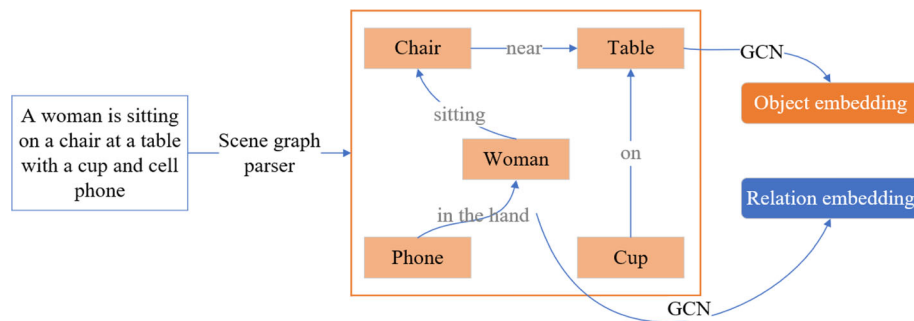 A woman is sitting
on a chair at a table
with a cup and cell
phone
Scene graph
parser
Chair
near
Table
sitting
Woman
on
in the hand
Phone
Cup
GCN
Object embedding
Relation embedding
GCN